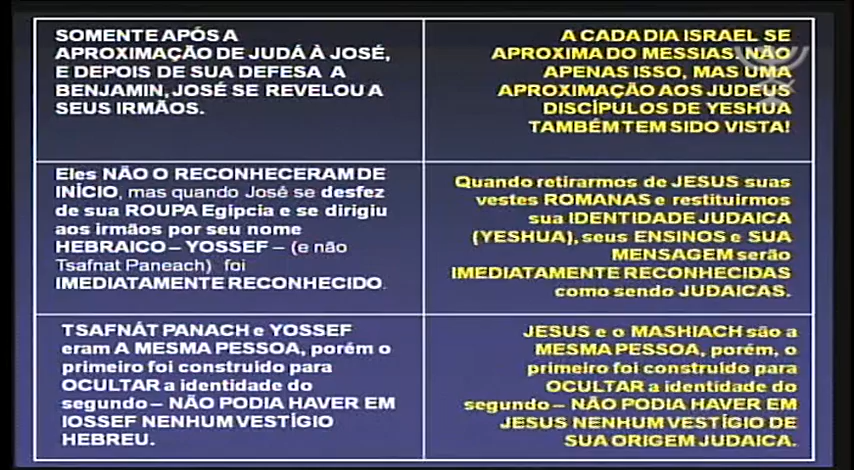 SOMENTE APÓS A
APROXIMAÇÃO DE JUDÁ À JOSÉ,
E DEPOIS DE SUA DEFESA A
BENJAMIN, JOSÉ SE REVELOU A
SEUS IRMÃOS.
A CADA DIA ISRAEL SE
APROXIMA DO MESSIAS. NÃO
APENAS ISSO, MAS UMA
APROXIMAÇÃO AOS JUDEUS
DISCÍPULOS DE YESHUA
TAMBÉM TEM SIDO VISTA!
Eles NÃO O RECONHECERAM DE
INÍCIO, mas quando José se desfez
de sua ROUPA Egipcia e se dirigiu
aos irmãos por seu nome
HEBRAICO – YOSSEF – (e não
Tsafnat Paneach) foi
IMEDIATAMENTE RECONHECIDO.
Quando retirarmos de JESUS suas
vestes ROMANAS e restituirmos
sua IDENTIDADE JUDAICA
(YESHUA), seus ENSINOS e SUA
MENSAGEM serão
IMEDIATAMENTE RECONHECIDAS
como sendo JUDAICAS.
TSAFNÁT PANACH e YOSSEF
eram A MESMA PESSOA, porém o
primeiro foi construido para
OCULTAR a identidade do
segundo – NÃO PODIA HAVER EM
IOSSEF NENHUM VESTÍGIO
HEBREU.
JESUS e o MASHIACH são a
MESMA PESSOA, porém, o
primeiro foi construido para
OCULTAR a identidade do
segundo – NÃO PODIA HAVER EM
JESUS NENHUM VESTÍGIO DE
SUA ORIGEM JUDAICA.